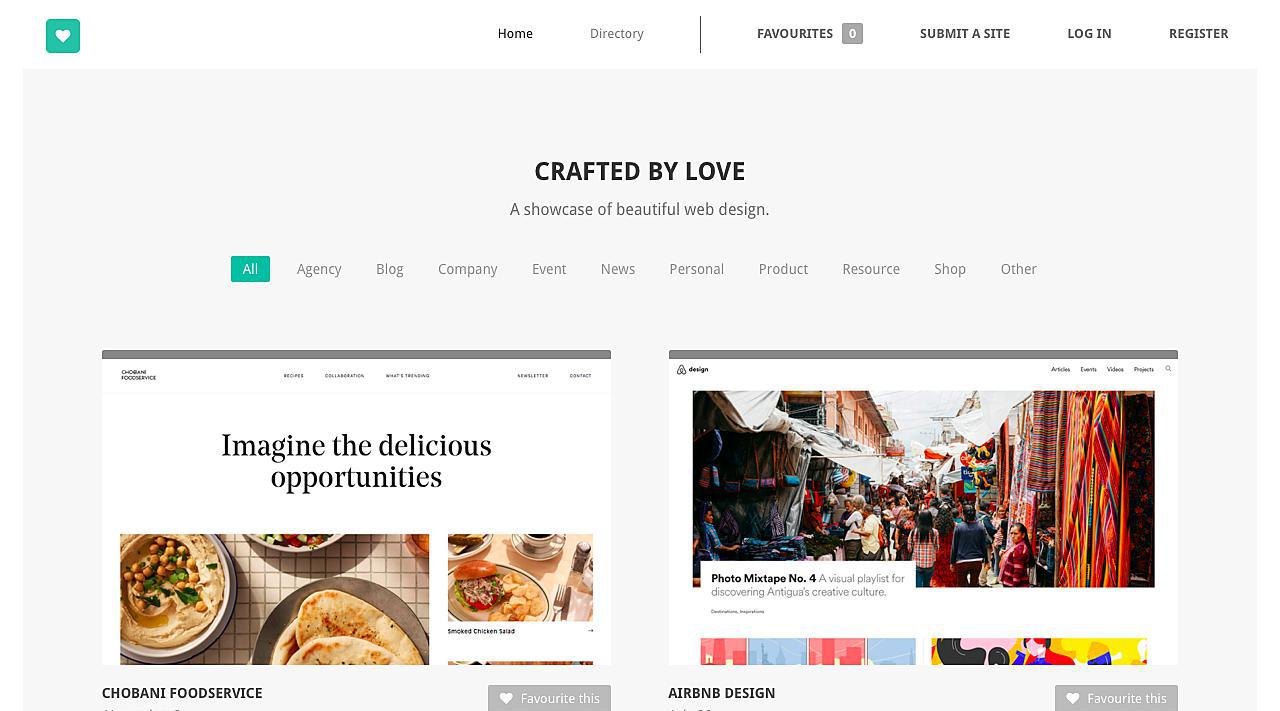 Home
Directory
FAVOURITES 0
SUBMIT A SITE
LOG IN
REGISTER
CRAFTED BY LOVE
A showcase of beautiful web design.
All
Agency
Blog
Company
Event
News
Personal
Product
Resource
Shop
Other
CHOBANI
FOODSERVICE
RECIPES
COLLABORATION
WHAT'S TRENDING
NEWSLETTER
CONTACT
Imagine the delicious
opportunities
Smoked Chicken Salad →
CHOBANI FOODSERVICE
Favourite this
design
Articles
Events
Videos
Projects
Photo Mixtape No. 4 A visual playlist for
discovering Antigua's creative culture.
Destinations, Inspirations
AIRBNB DESIGN
Favourite this